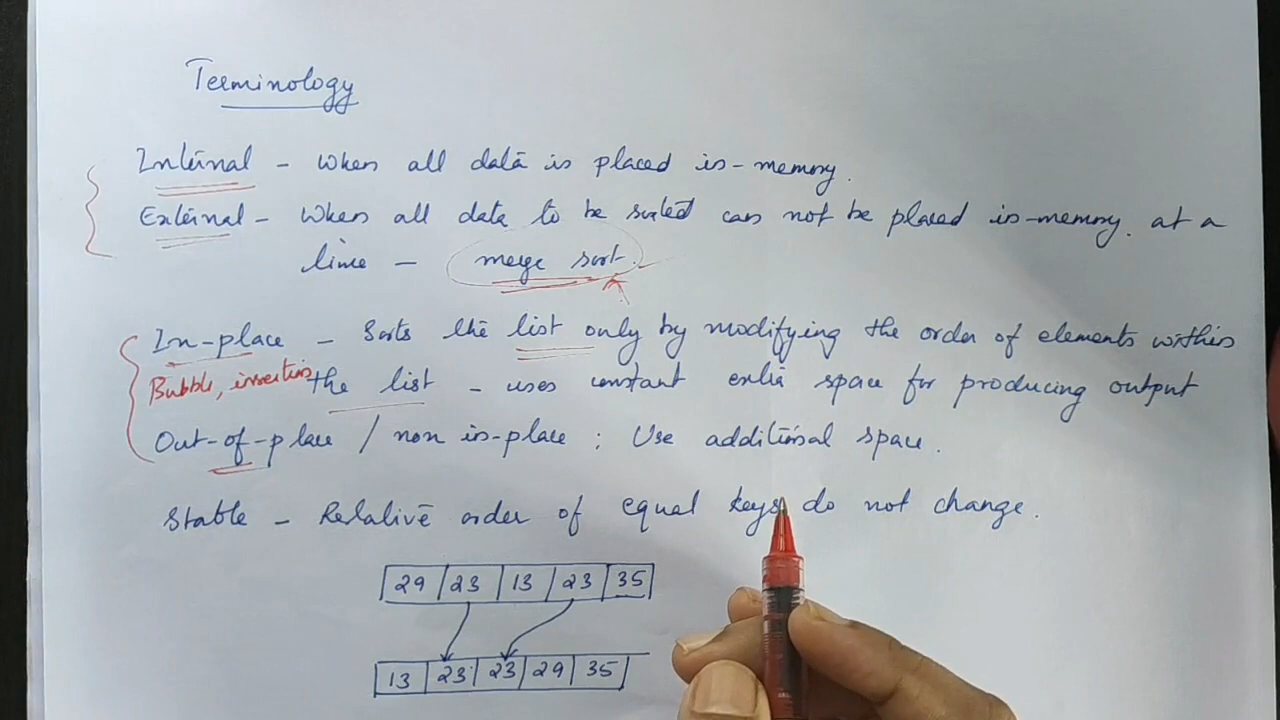 Terminology
Internal - When all data is placed in-memory.
External - When all data to be sorted can not be placed in-memory. at a
time - merge sort.
In-place - Sorts the list only by modifying the order of elements within
Bubble, insertion the list - uses constant extra space for producing output
Out-of-place / non in-place ; Use additional space.
Stable - Relative order of equal keys do not change.
29 23 13 23 35
13 23 23 29 35